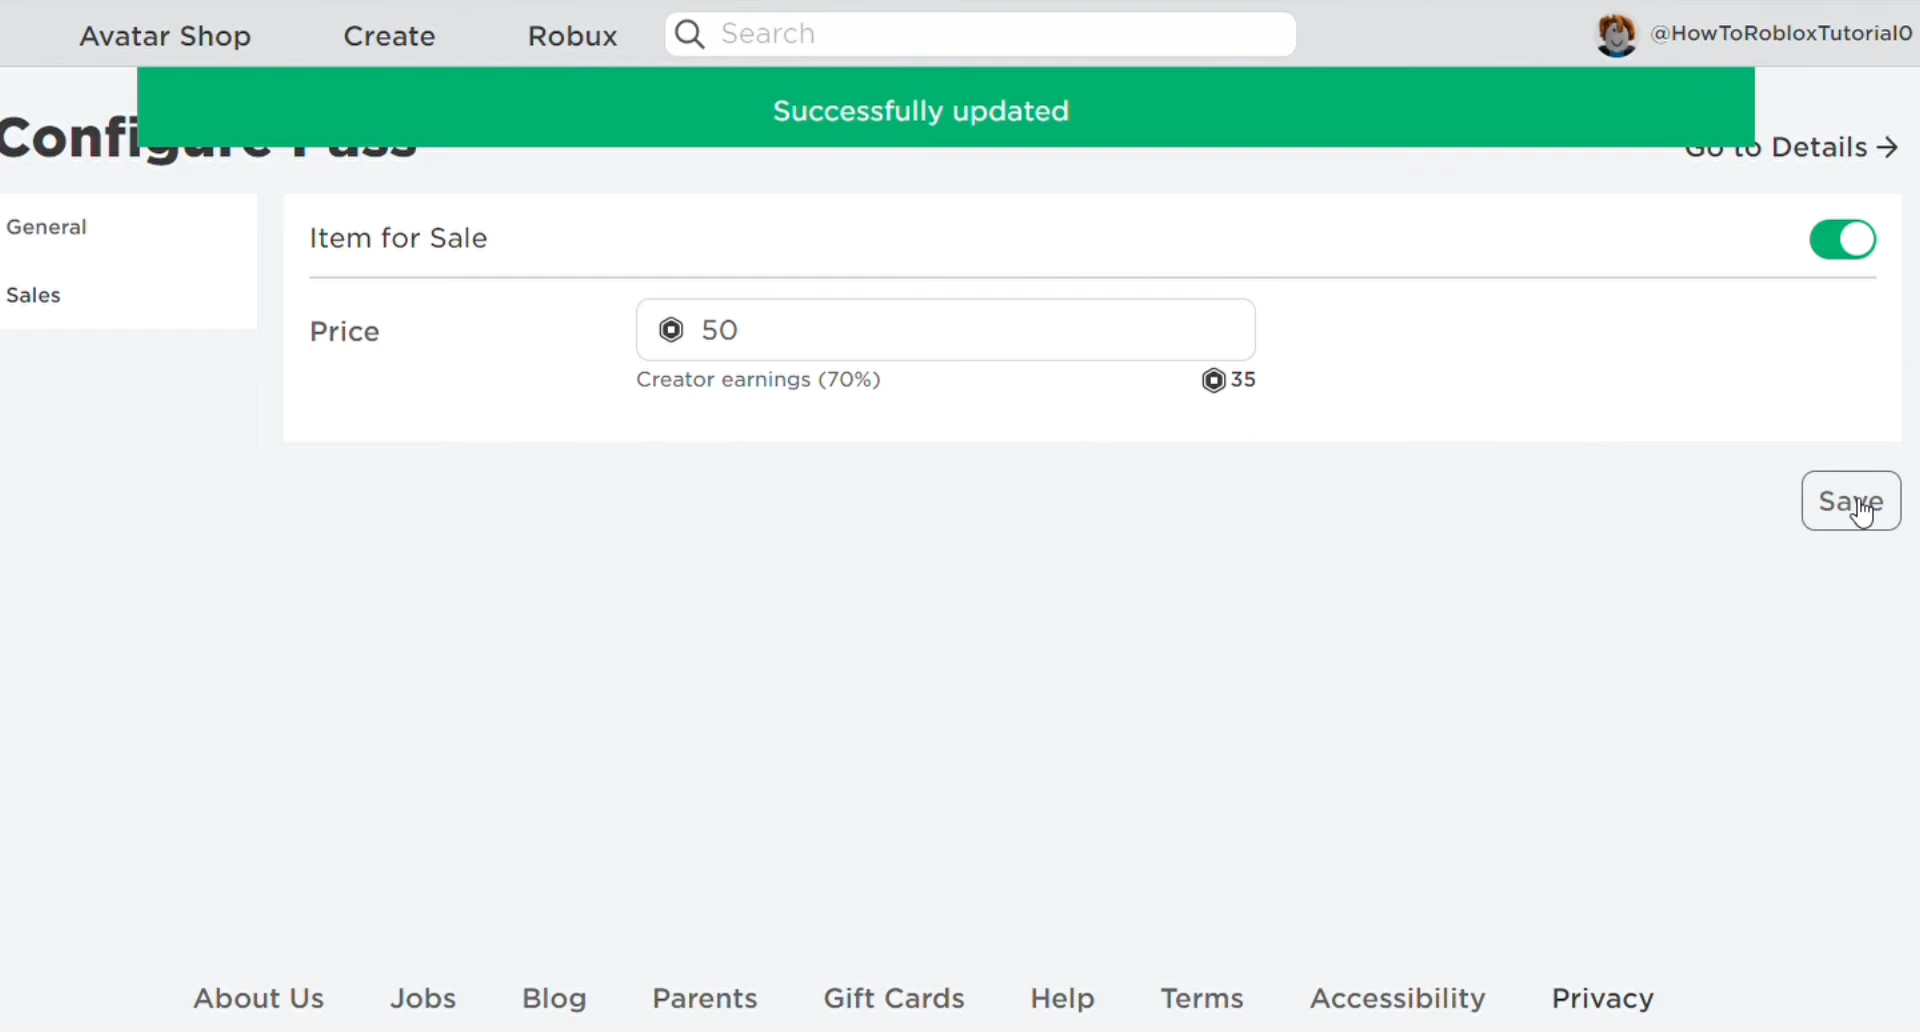 Avatar Shop Create Robux Search @HowToRobloxTutorial0
Successfully updated
Configure Pass
Go to Details →
General
Item for Sale
Sales
Price 50
Creator earnings (70%) 35
Save
About Us Jobs Blog Parents Gift Cards Help Terms Accessibility Privacy